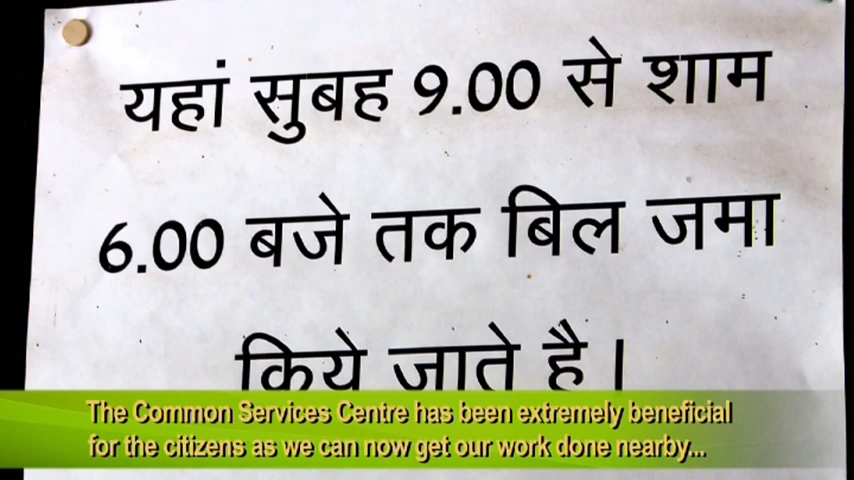 यहां सुबह 9.00 से शाम
6.00 बजे तक बिल जमा
किये जाते है।
The Common Services Centre has been extremely beneficial
for the citizens as we can now get our work done nearby...